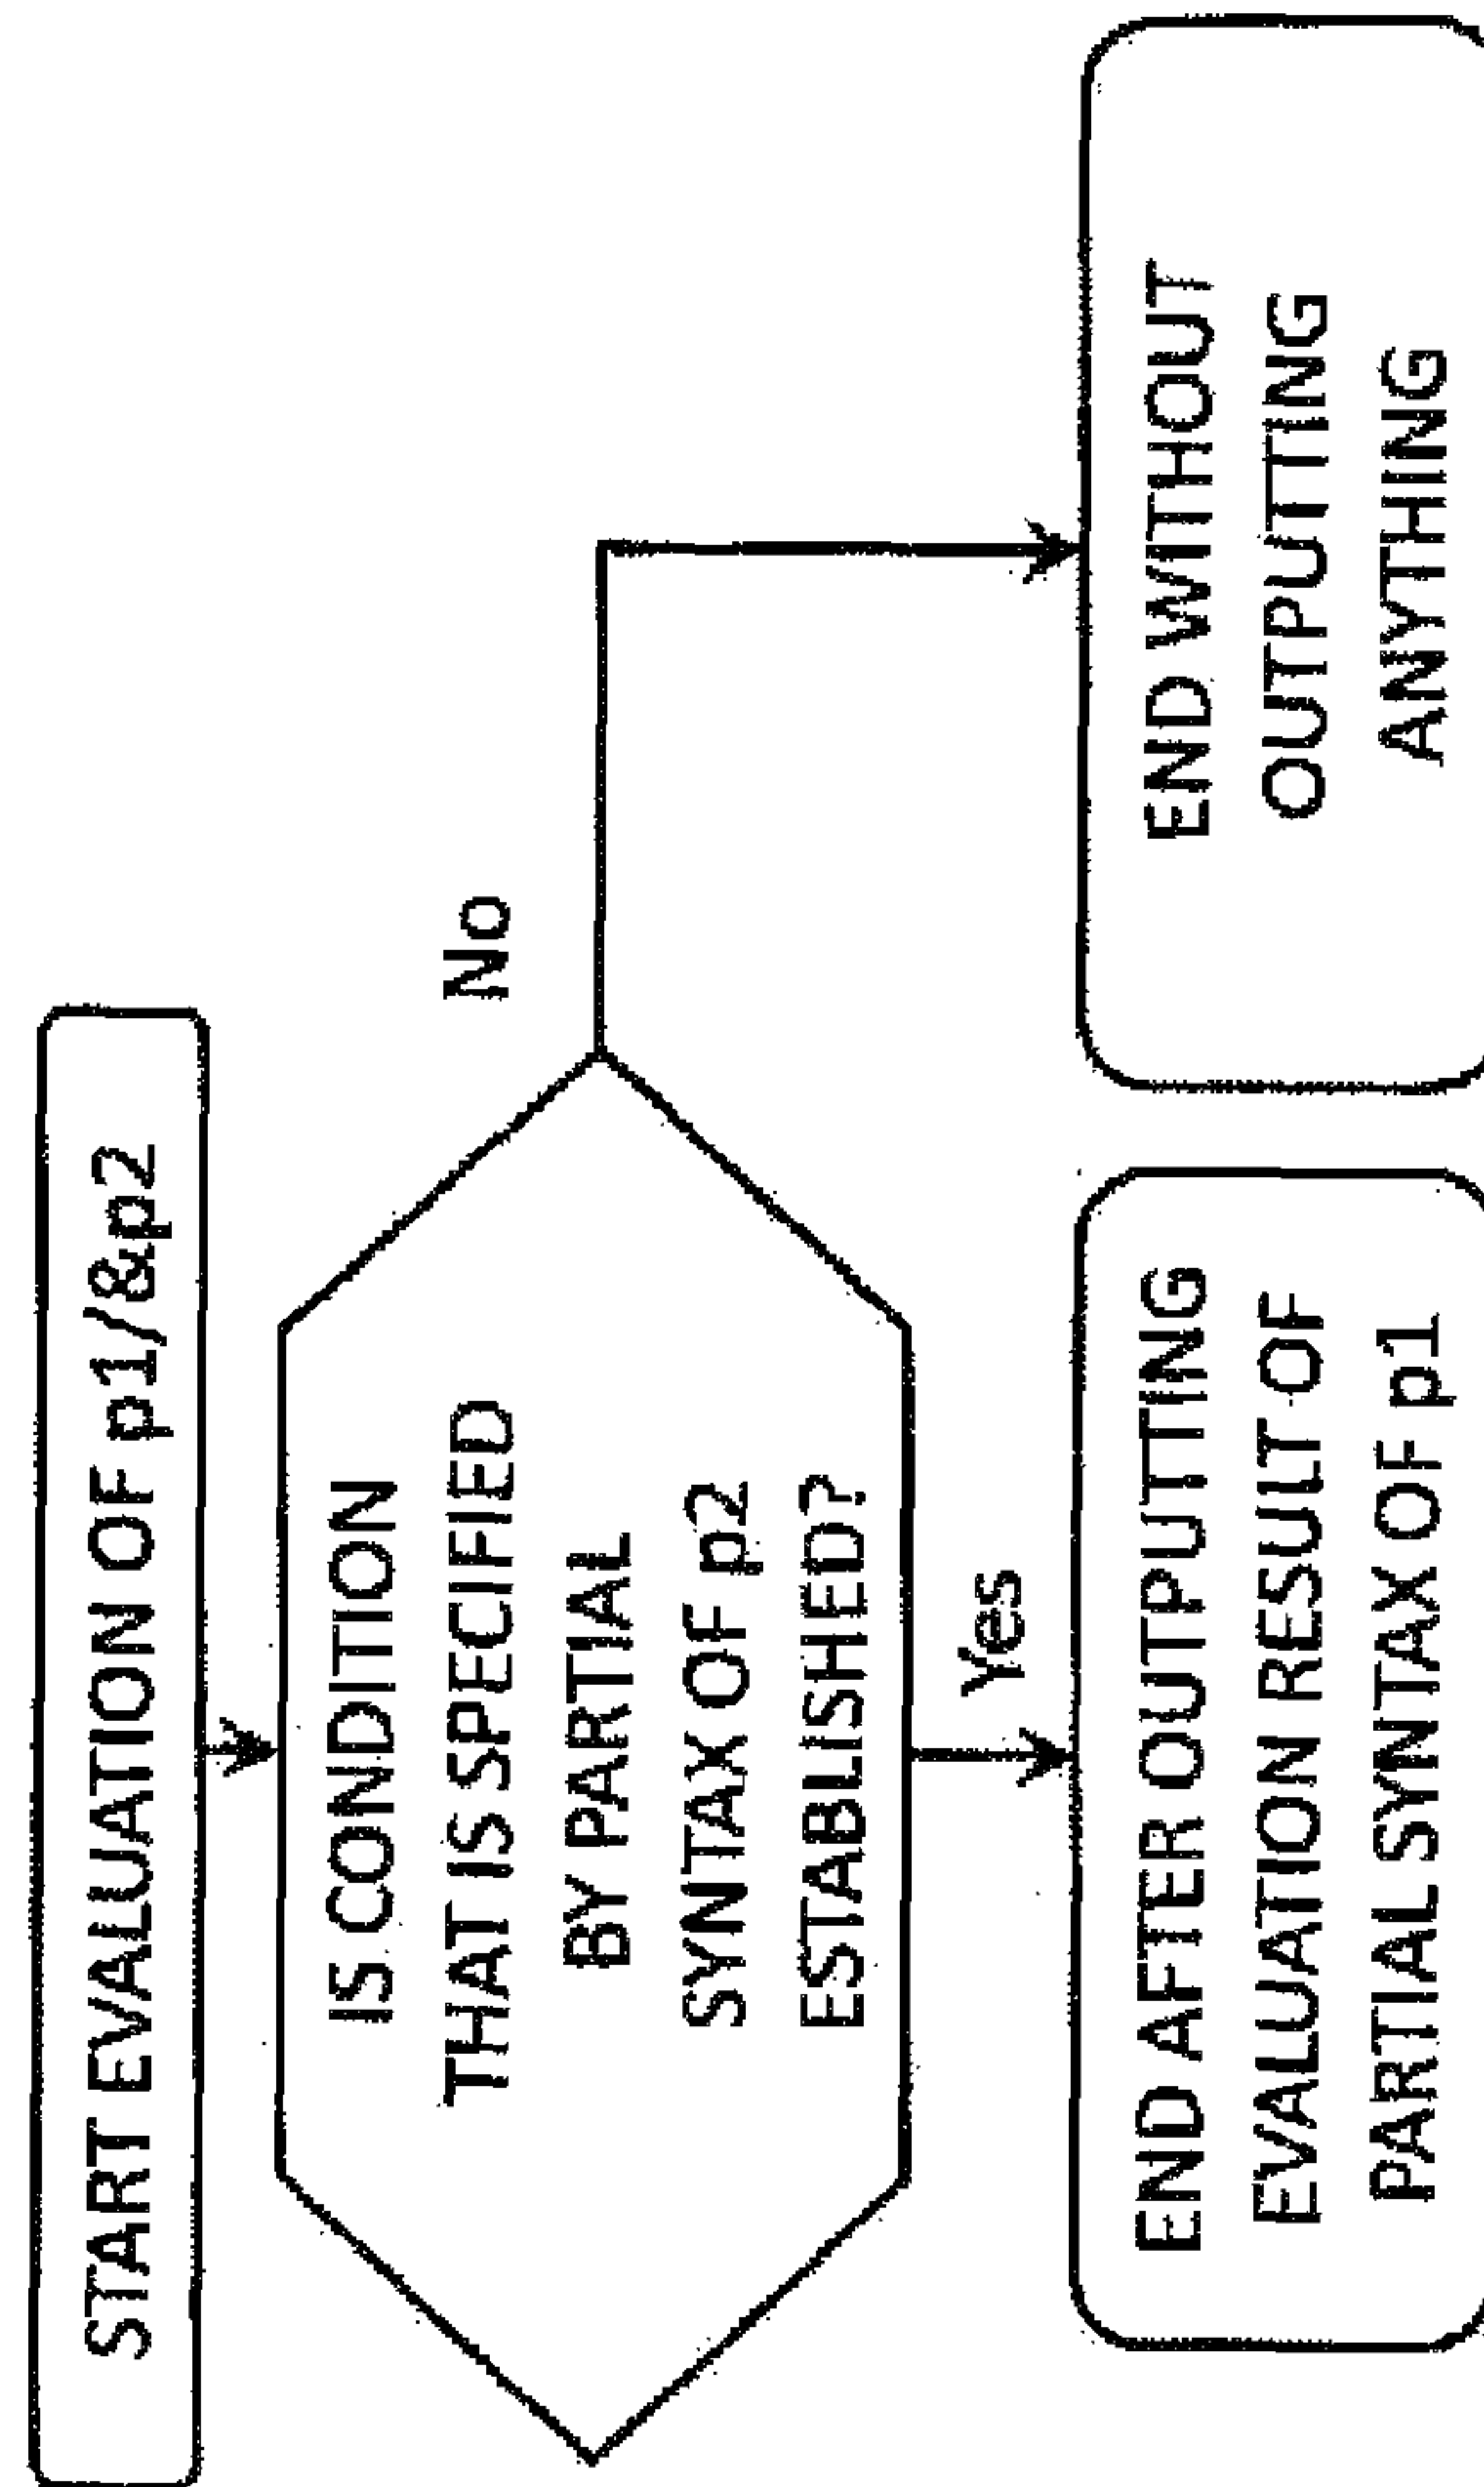 START EVALUATION OF p1/&p2
IS CONDITION
THAT IS SPECIFIED
BY PARTIAL
SYNTAX OF p2
ESTABLISHED?
No
Yes
END AFTER OUTPUTTING
EVALUATION RESULT OF
PARTIAL SYNTAX OF p1
END WITHOUT
OUTPUTTING
ANYTHING